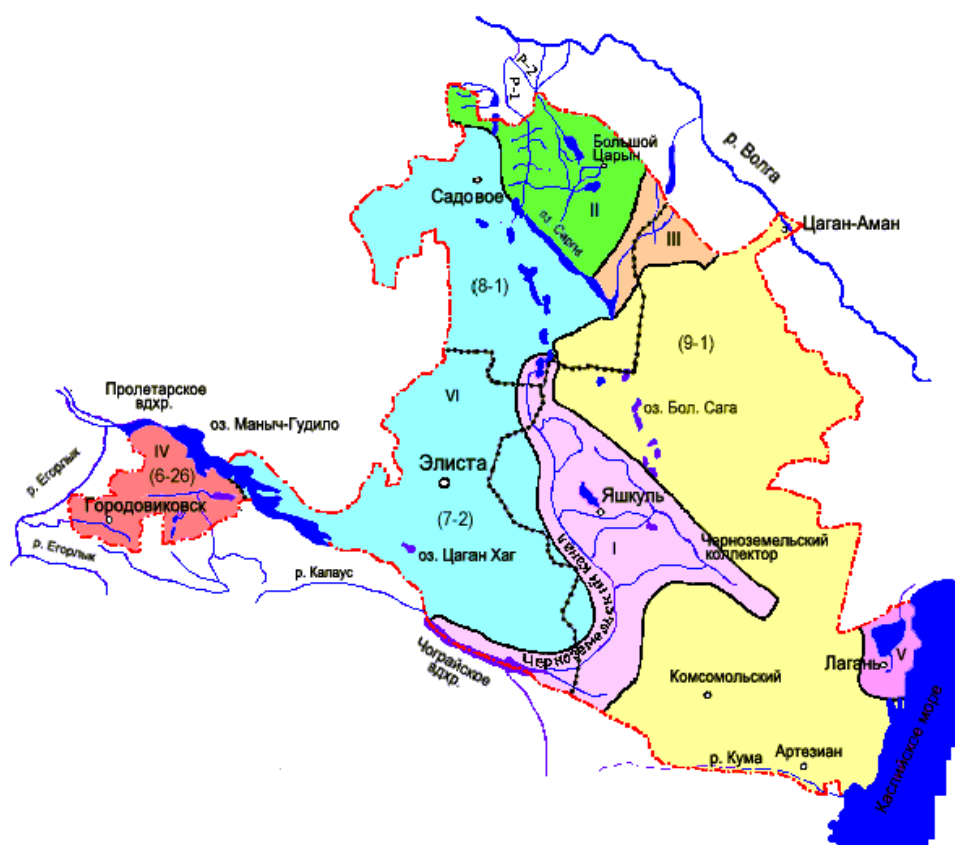 Р-2
Р-1
Большой
Царын
р. Волга
Садовое
II
оз. Сарпа
Цаган-Аман
III
(8-1)
(9-1)
Пролетарское
вдхр.
VI
оз. Маныч-Гудило
оз. Бол. Сага
IV
(6-26)
р. Егорлык
Элиста
Городовиковск
Яшкуль
(7-2)
Черноземельский
коллектор
I
оз. Цаган Хаг
р. Егорлык
р. Калаус
Черноземельский канал
Чограйское
вдхр.
Лагань
V
Комсомольский
Артезиан
р. Кума
Каспийское море